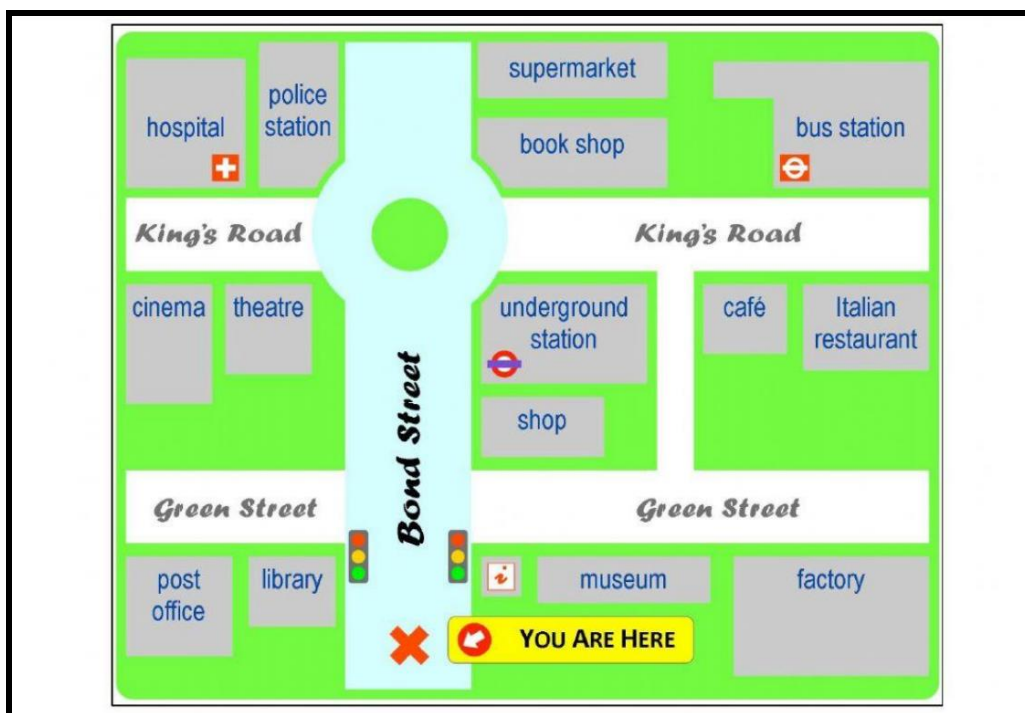 hospital
police
station
supermarket
book shop
bus station
King's Road
King's Road
cinema
theatre
underground
station
café
Italian
restaurant
shop
Bond Street
Green Street
Green Street
post
office
library
i
museum
factory
YOU ARE HERE